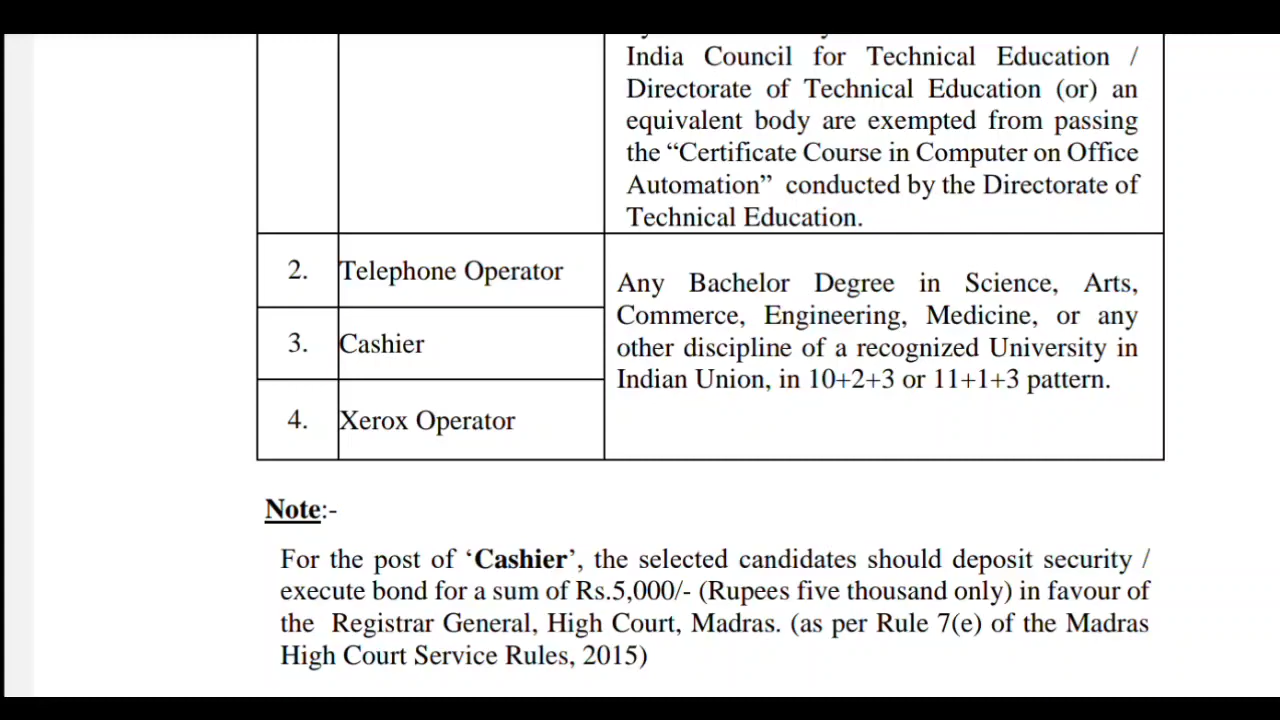 India Council for Technical Education /
Directorate of Technical Education (or) an
equivalent body are exempted from passing
the “Certificate Course in Computer on Office
Automation” conducted by the Directorate of
Technical Education.
2. Telephone Operator
3. Cashier
4. Xerox Operator
Any Bachelor Degree in Science, Arts,
Commerce, Engineering, Medicine, or any
other discipline of a recognized University in
Indian Union, in 10+2+3 or 11+1+3 pattern.
Note:-
For the post of ‘Cashier’, the selected candidates should deposit security /
execute bond for a sum of Rs.5,000/- (Rupees five thousand only) in favour of
the Registrar General, High Court, Madras. (as per Rule 7(e) of the Madras
High Court Service Rules, 2015)